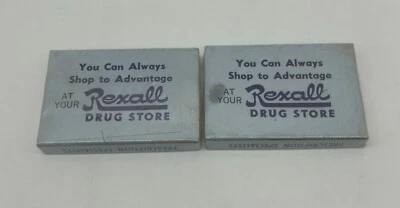 You Can Always
Shop to Advantage
AT YOUR Rexall
DRUG STORE
You Can Always
Shop to Advantage
AT YOUR Rexall
DRUG STORE